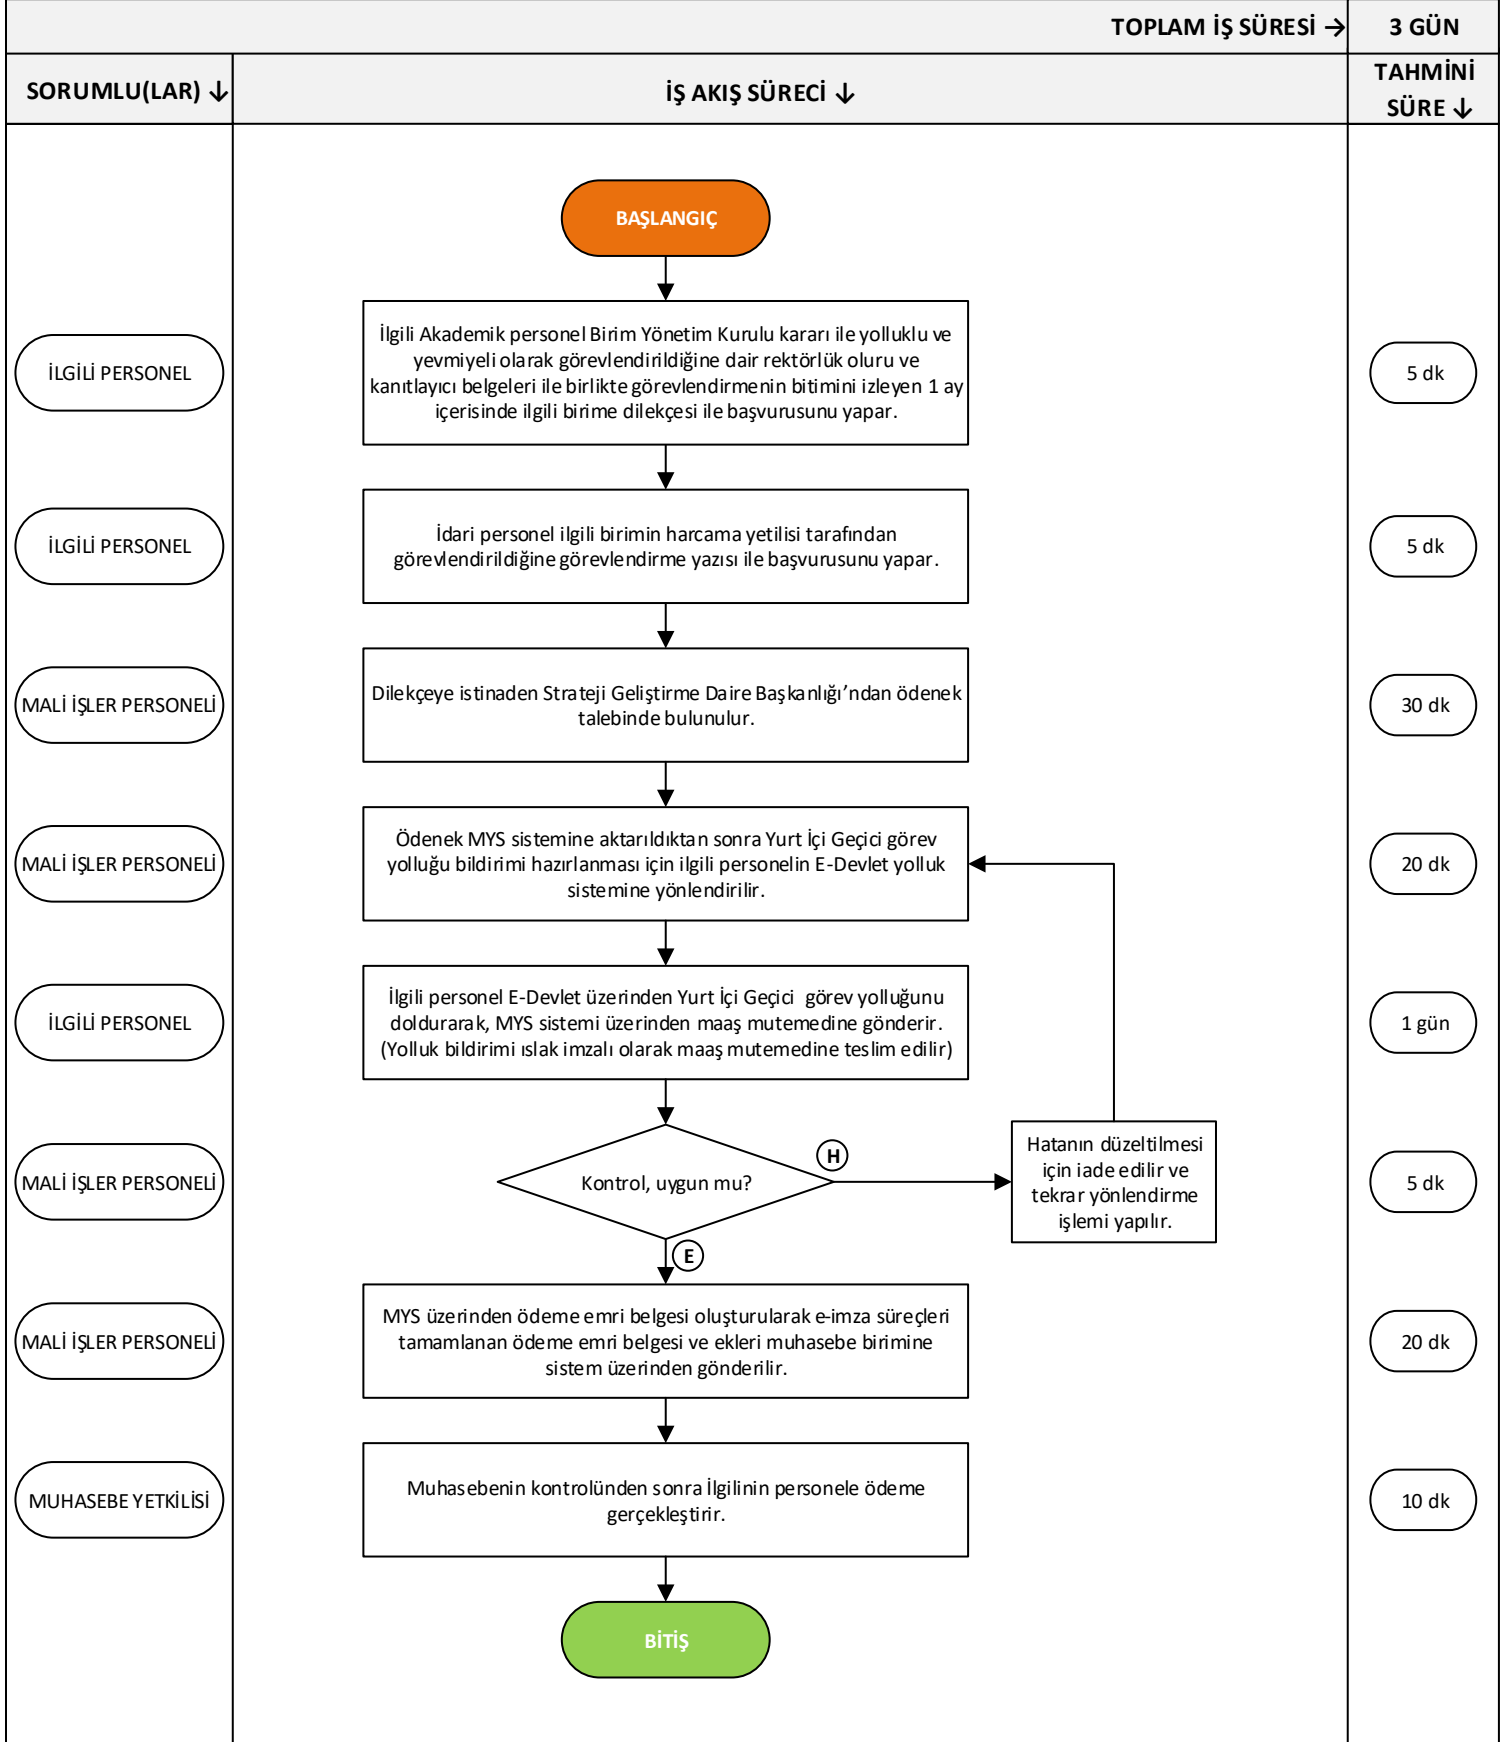 TOPLAM İŞ SÜRESİ → 3 GÜN
SORUMLU(LAR) ↓
İŞ AKIŞ SÜRECİ ↓
TAHMİNİ
SÜRE ↓
BAŞLANGIÇ
İLGİLİ PERSONEL
İlgili Akademik personel Birim Yönetim Kurulu kararı ile yolluklu ve
yevmiyeli olarak görevlendirildiğine dair rektörlük oluru ve
kanıtlayıcı belgeleri ile birlikte görevlendirmenin bitimini izleyen 1 ay
içerisinde ilgili birime dilekçesi ile başvurusunu yapar.
5 dk
İLGİLİ PERSONEL
İdari personel ilgili birimin harcama yetilisi tarafından
görevlendirildiğine görevlendirme yazısı ile başvurusunu yapar.
5 dk
MALİ İŞLER PERSONELİ
Dilekçeye istinaden Strateji Geliştirme Daire Başkanlığı’ndan ödenek
talebinde bulunulur.
30 dk
MALİ İŞLER PERSONELİ
Ödenek MYS sistemine aktarıldıktan sonra Yurt İçi Geçici görev
yolluğu bildirimi hazırlanması için ilgili personelin E-Devlet yolluk
sistemine yönlendirilir.
20 dk
İLGİLİ PERSONEL
İlgili personel E-Devlet üzerinden Yurt İçi Geçici görev yolluğunu
doldurarak, MYS sistemi üzerinden maaş mutemedine gönderir.
(Yolluk bildirimi ıslak imzalı olarak maaş mutemedine teslim edilir)
1 gün
MALİ İŞLER PERSONELİ
Kontrol, uygun mu?
H
Hatanın düzeltilmesi
için iade edilir ve
tekrar yönlendirme
işlemi yapılır.
5 dk
E
MALİ İŞLER PERSONELİ
MYS üzerinden ödeme emri belgesi oluşturularak e-imza süreçleri
tamamlanan ödeme emri belgesi ve ekleri muhasebe birimine
sistem üzerinden gönderilir.
20 dk
MUHASEBE YETKİLİSİ
Muhasebenin kontrolünden sonra İlgilinin personele ödeme
gerçekleştirir.
10 dk
BİTİŞ